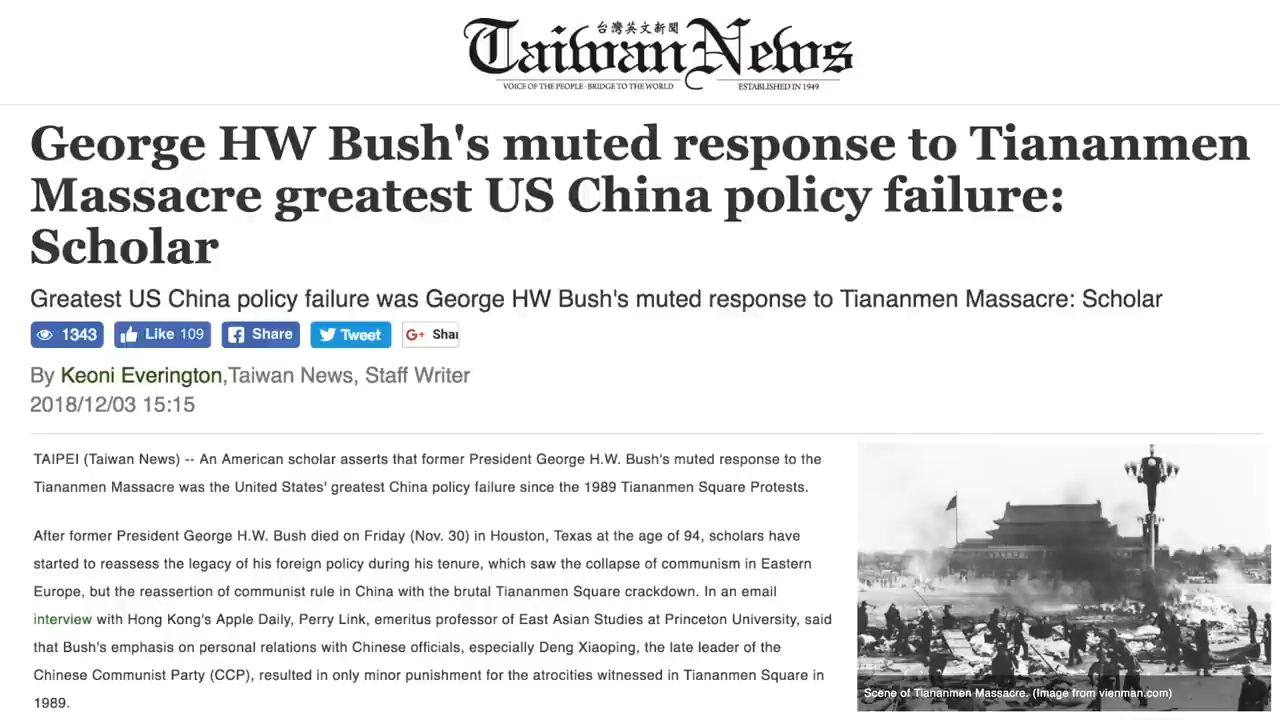 台灣英文新聞
Taiwan News
VOICE OF THE PEOPLE · BRIDGE TO THE WORLD ESTABLISHED IN 1949
George HW Bush's muted response to Tiananmen
Massacre greatest US China policy failure:
Scholar
Greatest US China policy failure was George HW Bush's muted response to Tiananmen Massacre: Scholar
1343 Like 109 Share Tweet G+ Shar
By Keoni Everington,Taiwan News, Staff Writer
2018/12/03 15:15
TAIPEI (Taiwan News) -- An American scholar asserts that former President George H.W. Bush's muted response to the
Tiananmen Massacre was the United States' greatest China policy failure since the 1989 Tiananmen Square Protests.
After former President George H.W. Bush died on Friday (Nov. 30) in Houston, Texas at the age of 94, scholars have
started to reassess the legacy of his foreign policy during his tenure, which saw the collapse of communism in Eastern
Europe, but the reassertion of communist rule in China with the brutal Tiananmen Square crackdown. In an email
interview with Hong Kong's Apple Daily, Perry Link, emeritus professor of East Asian Studies at Princeton University, said
that Bush's emphasis on personal relations with Chinese officials, especially Deng Xiaoping, the late leader of the
Chinese Communist Party (CCP), resulted in only minor punishment for the atrocities witnessed in Tiananmen Square in
1989.
Scene of Tiananmen Massacre. (Image from vienman.com)